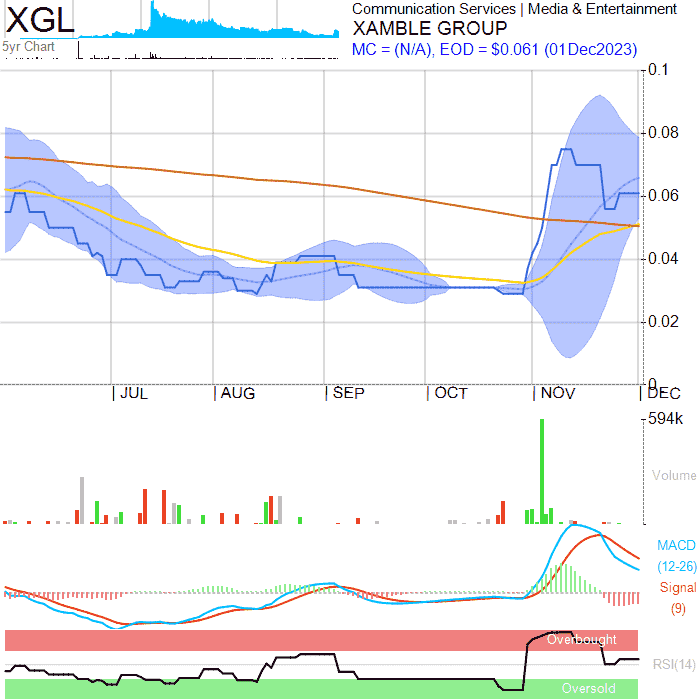 XGL
5yr Chart
Communication Services | Media & Entertainment
XAMBLE GROUP
MC = (N/A), EOD = $0.061 (01Dec2023)
0.1
0.08
0.06
0.04
0.02
0
JUL AUG SEP OCT NOV DEC
594k
Volume
MACD
(12-26)
Signal
(9)
Overbought
RSI(14)
Oversold